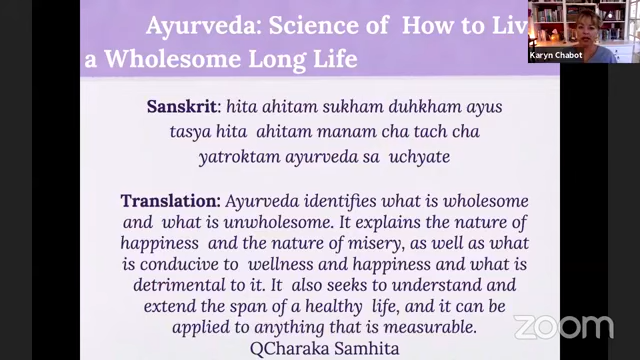 Ayurveda: Science of How to Liv
a Wholesome Long Life
Karyn Chabot
Sanskrit: hita ahitam sukham duhkham ayus
tasya hita ahitam manam cha tach cha
yatroktam ayurveda sa uchyate
Translation: Ayurveda identifies what is wholesome
and what is unwholesome. It explains the nature of
happiness and the nature of misery, as well as what
is conducive to wellness and happiness and what is
detrimental to it. It also seeks to understand and
extend the span of a healthy life, and it can be
applied to anything that is measurable.
QCharaka Samhita
zoom